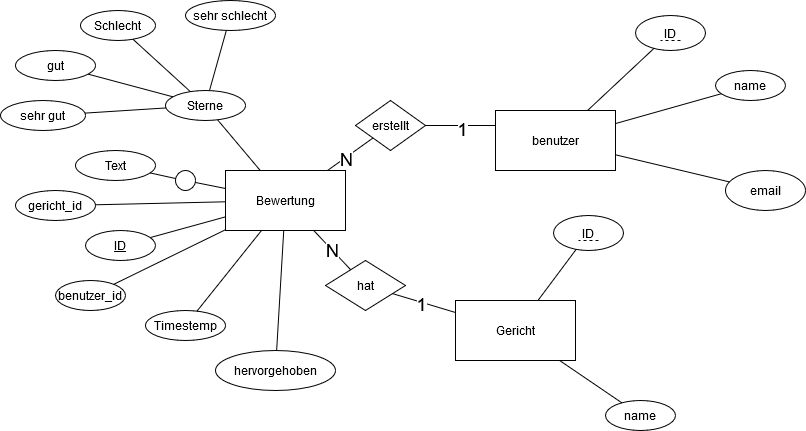 sehr schlecht
Schlecht
ID
gut
name
Sterne
sehr gut
erstellt
1
benutzer
N
Text
email
Bewertung
gericht_id
ID
ID
N
hat
benutzer_id
1
Timestemp
Gericht
hervorgehoben
name